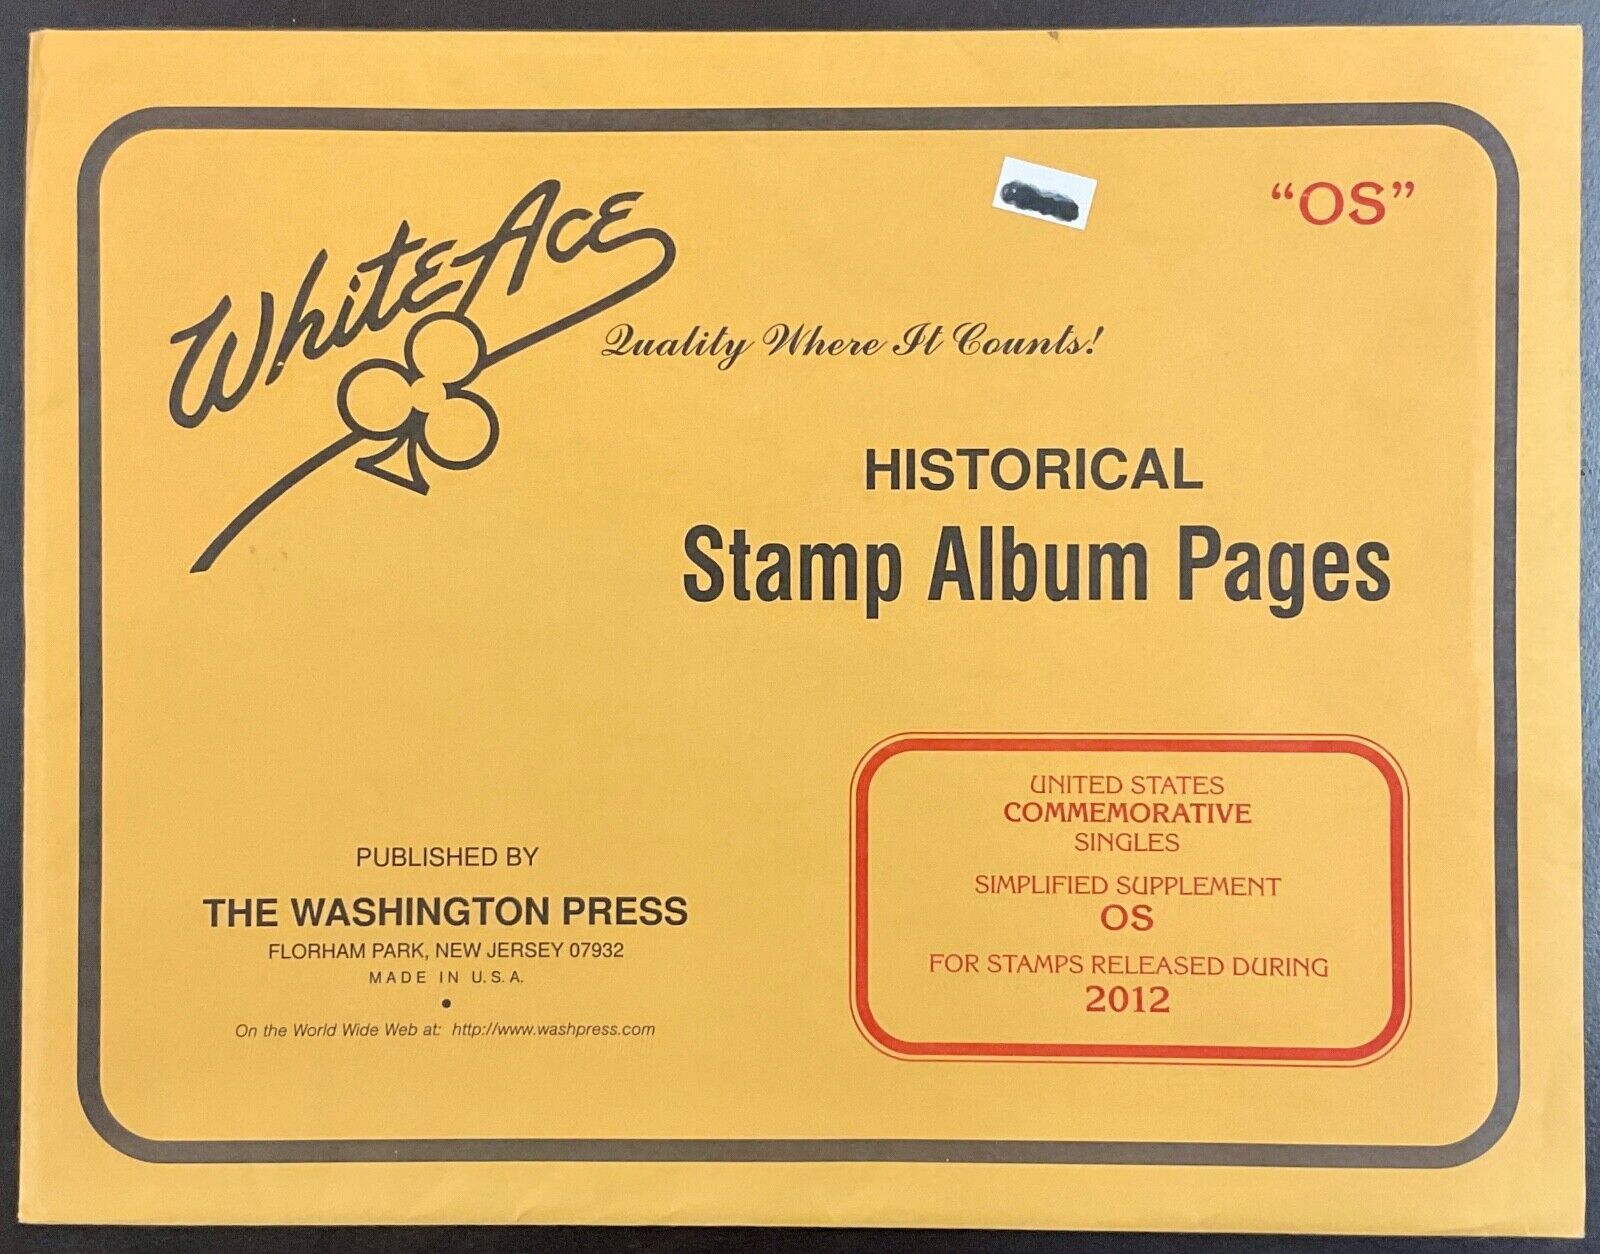 White Ace
"OS"
Quality Where It Counts!
HISTORICAL
Stamp Album Pages
UNITED STATES
COMMEMORATIVE
SINGLES
SIMPLIFIED SUPPLEMENT
OS
FOR STAMPS RELEASED DURING
2012
PUBLISHED BY
THE WASHINGTON PRESS
FLORHAM PARK, NEW JERSEY 07932
MADE IN U.S.A.
•
On the World Wide Web at: http://www.washpress.com